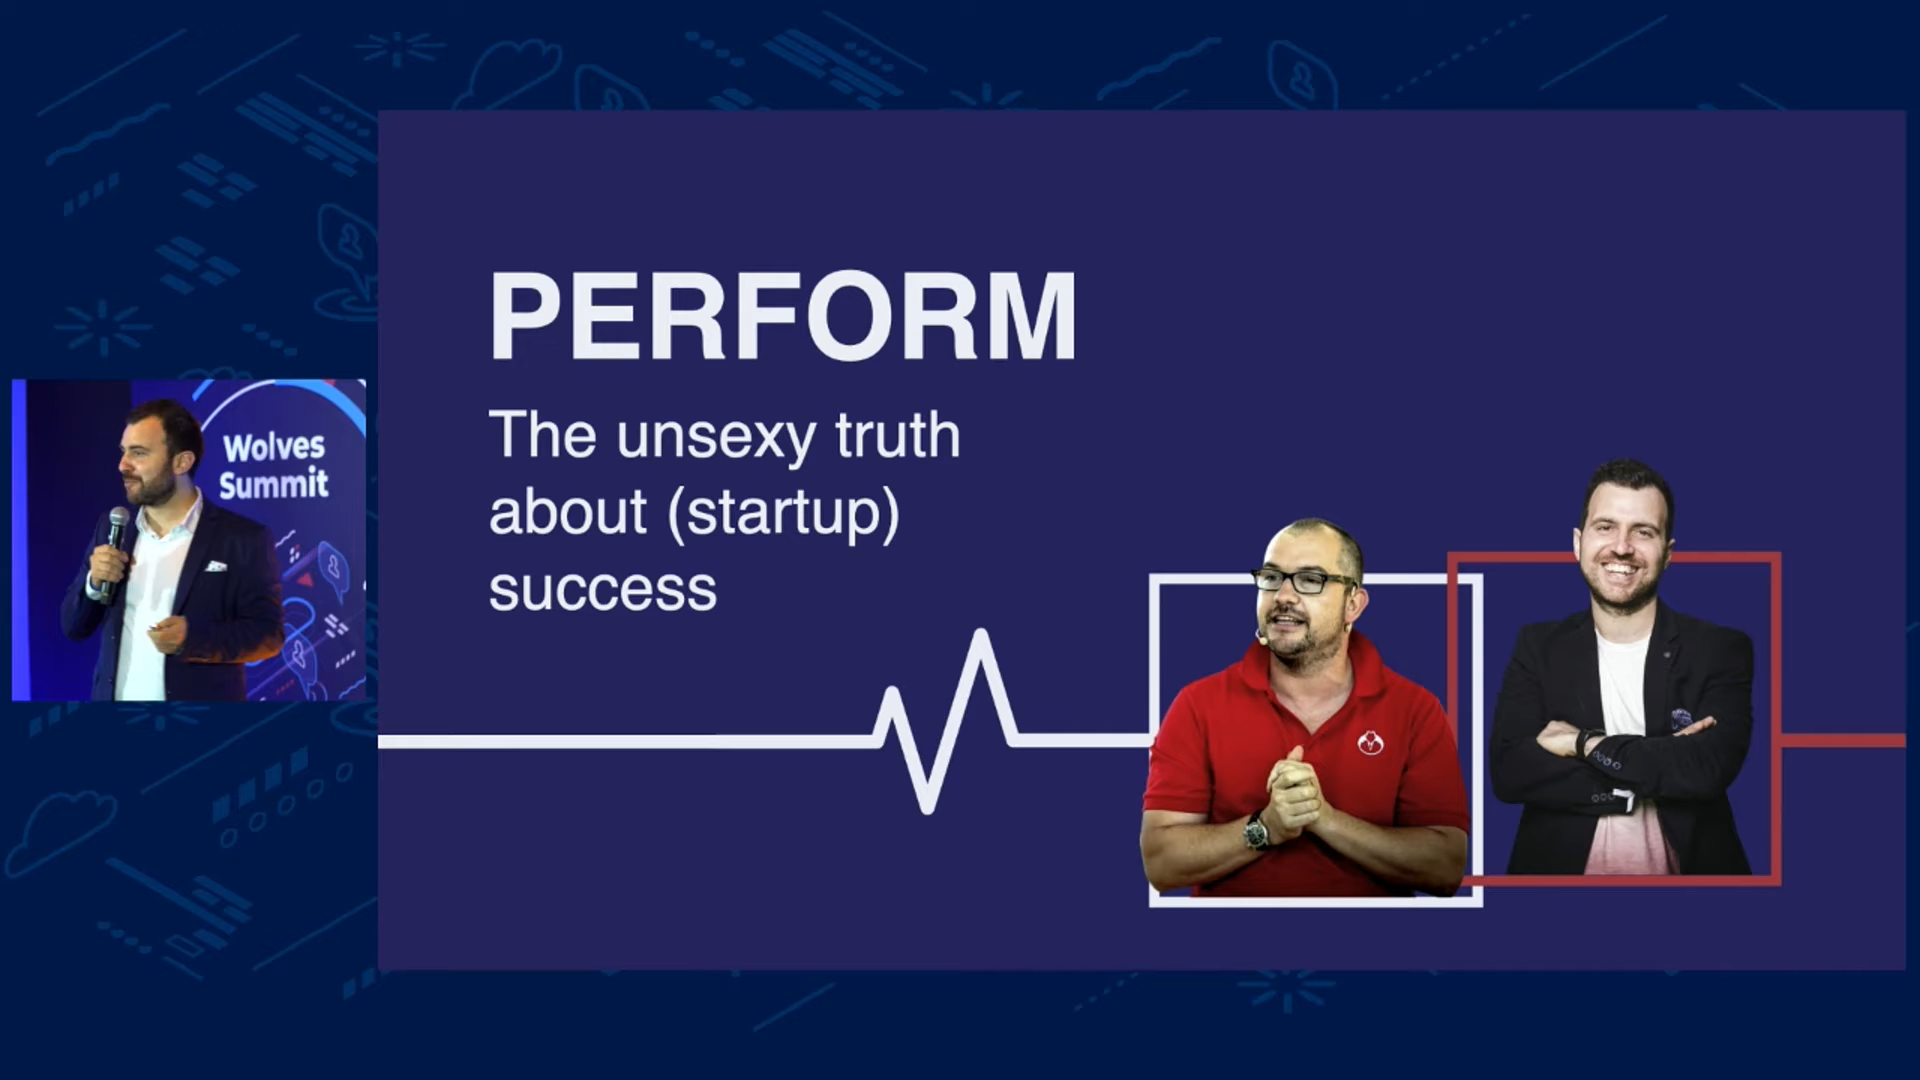 PERFORM
The unsexy truth
about (startup)
success
Wolves
Summit